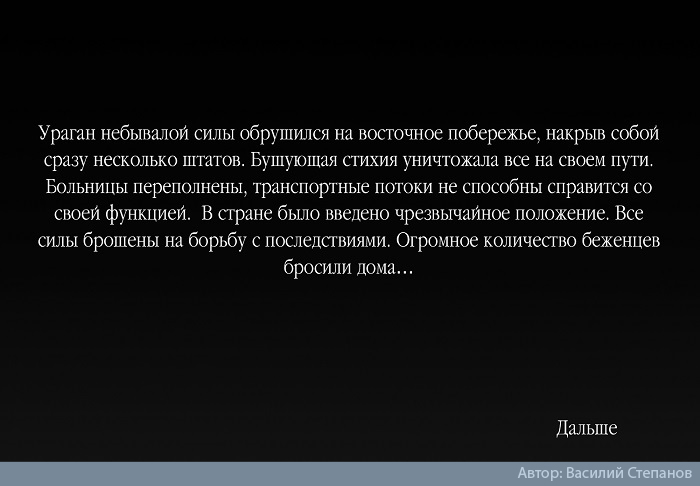 Ураган небывалой силы обрушился на восточное побережье, накрыв собой
сразу несколько штатов. Бушующая стихия уничтожала все на своем пути.
Больницы переполнены, транспортные потоки не способны справится со
своей функцией.  В стране было введено чрезвычайное положение. Все
силы брошены на борьбу с последствиями. Огромное количество беженцев
бросили дома...
Дальше
Автор: Василий Степанов